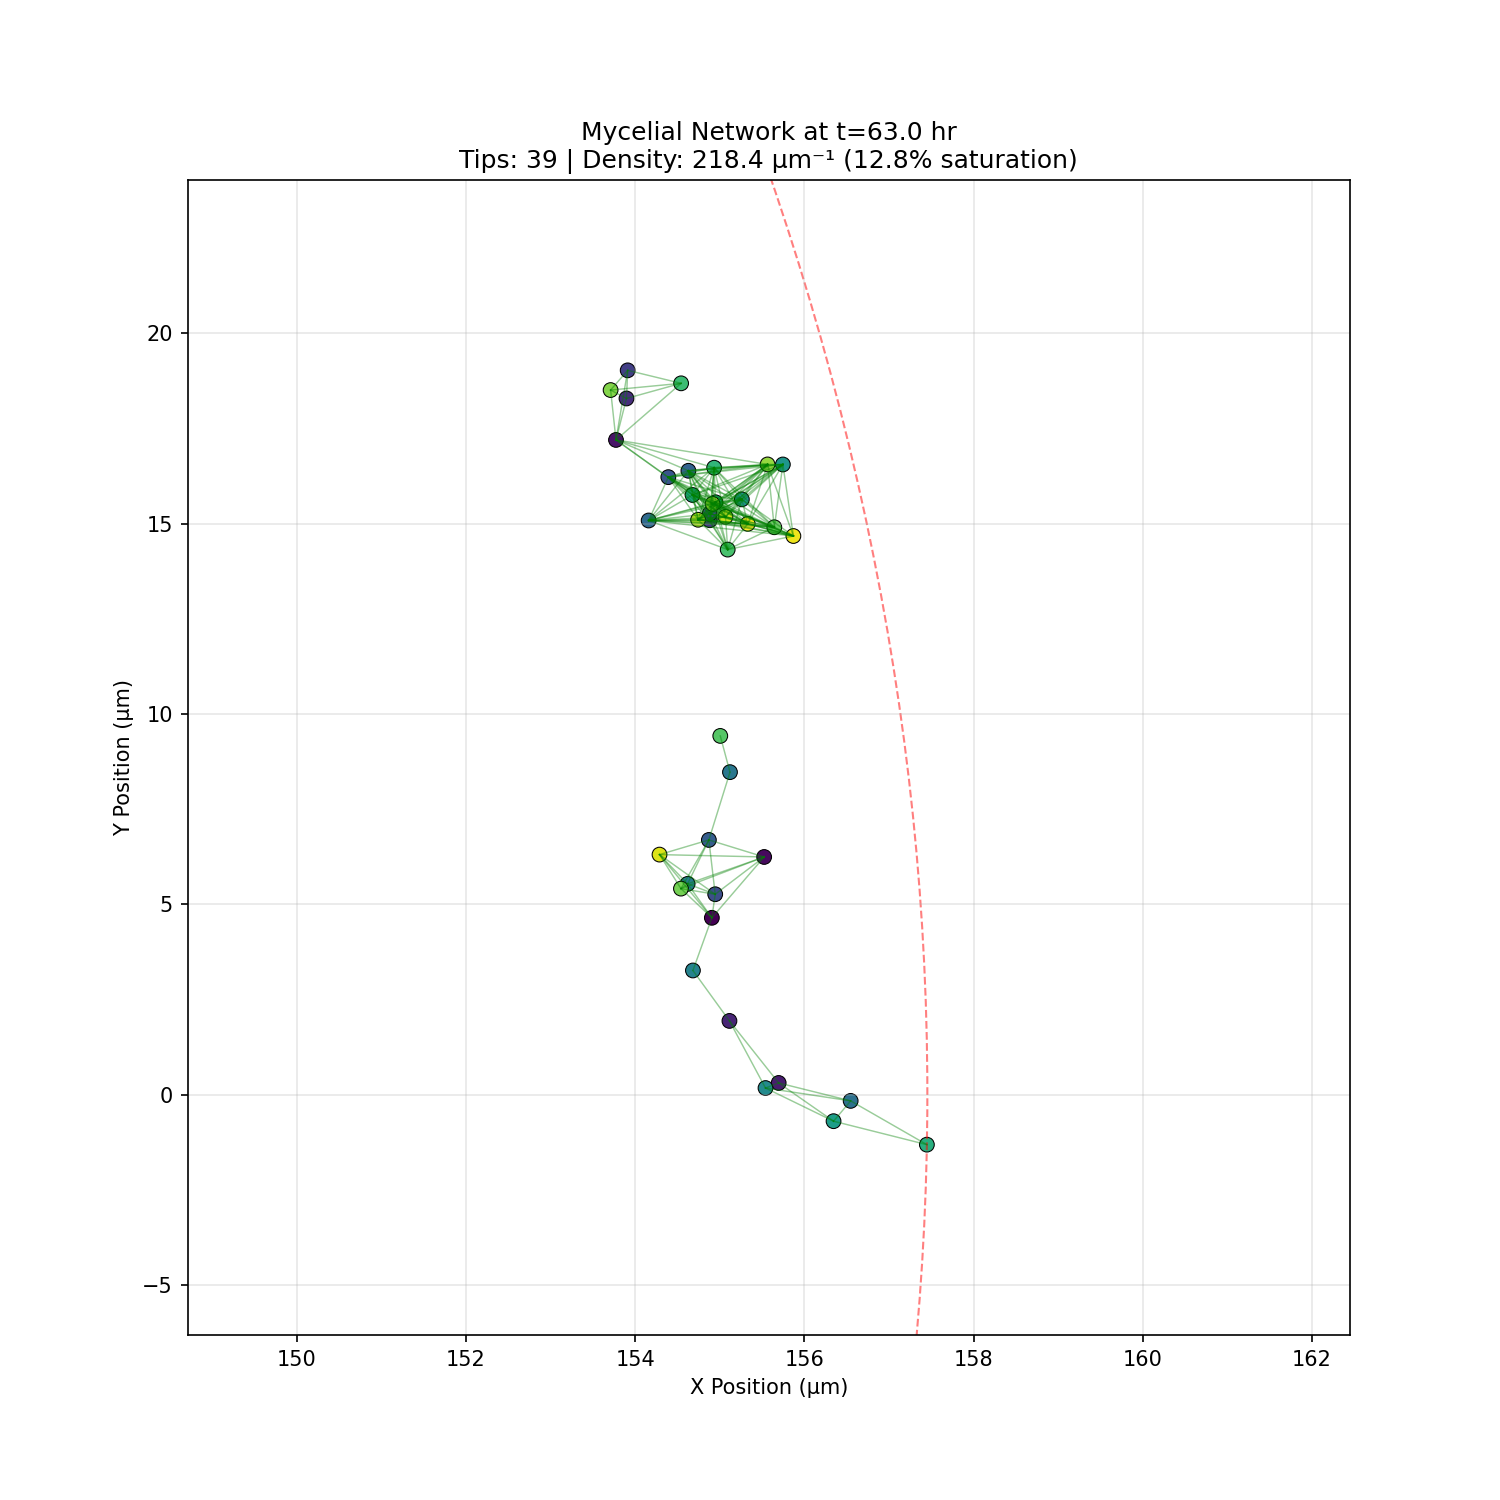 Mycelial Network at t=63.0 hr
Tips: 39 | Density: 218.4 μm⁻¹ (12.8% saturation)
Y Position (μm)
20
15
10
5
0
−5
150 152 154 156 158 160 162
X Position (μm)